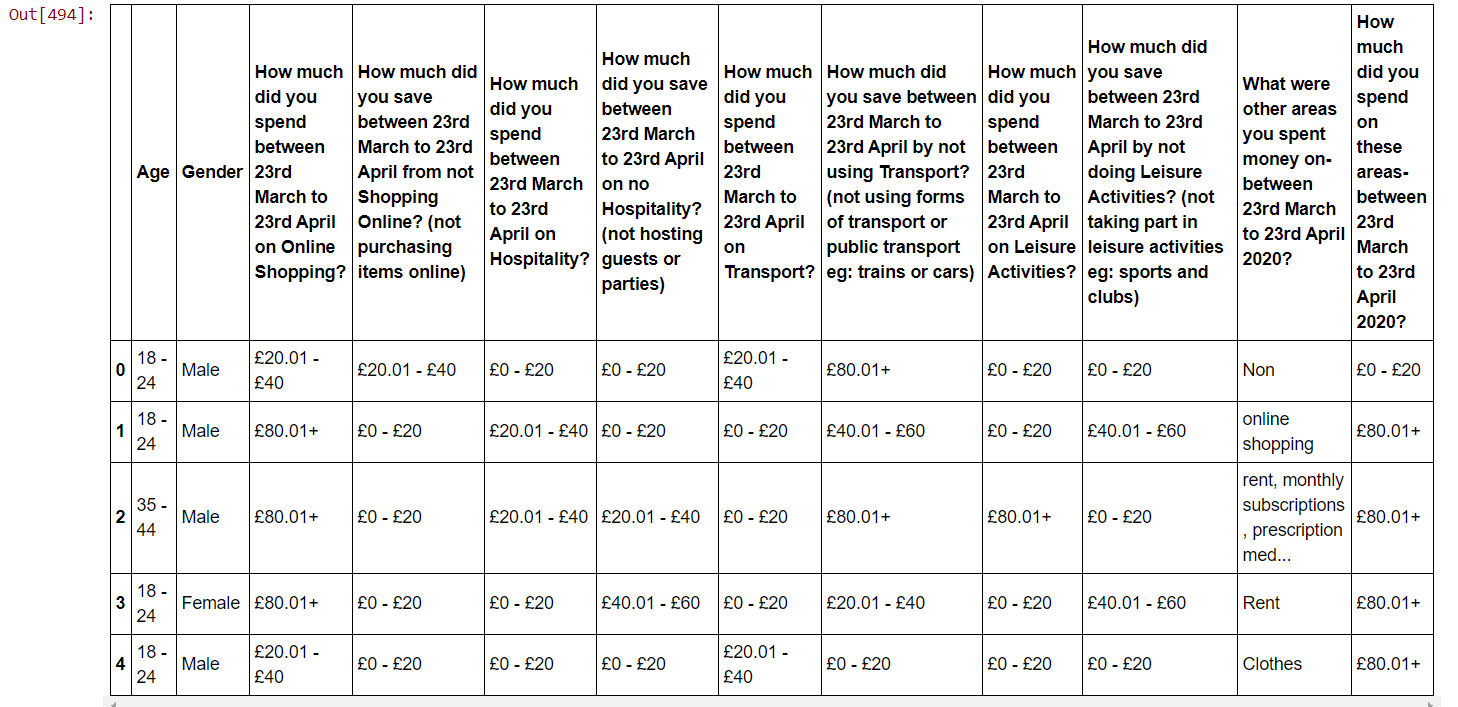 Out[494]:
Age
Gender
How much
did you
spend
between
23rd
March to
23rd April
on Online
Shopping?
How much did
you save
between 23rd
March to 23rd
April from not
Shopping
Online? (not
purchasing
items online)
How much
did you
spend
between
23rd March
to 23rd
April on
Hospitality?
How much
did you save
between
23rd March
to 23rd April
on no
Hospitality?
(not hosting
guests or
parties)
How much
did you
spend
between
23rd
March to
23rd April
on
Transport?
How much did
you save between
23rd March to
23rd April by not
using Transport?
(not using forms
of transport or
public transport
eg: trains or cars)
How much
did you
spend
between
23rd
March to
23rd April
on Leisure
Activities?
How much did
you save
between 23rd
March to 23rd
April by not
doing Leisure
Activities? (not
taking part in
leisure activities
eg: sports and
clubs)
What were
other areas
you spent
money on-
between
23rd March
to 23rd April
2020?
How
much
did you
spend
on
these
areas-
between
23rd
March
to 23rd
April
2020?
0
18 -
24
Male
£20.01 -
£40
£20.01 - £40
£0 - £20
£0 - £20
£20.01 -
£40
£80.01+
£0 - £20
£0 - £20
Non
£0 - £20
1
18 -
24
Male
£80.01+
£0 - £20
£20.01 - £40
£0 - £20
£0 - £20
£40.01 - £60
£0 - £20
£40.01 - £60
online
shopping
£80.01+
2
35 -
44
Male
£80.01+
£0 - £20
£20.01 - £40
£20.01 - £40
£0 - £20
£80.01+
£80.01+
£0 - £20
rent, monthly
subscriptions
, prescription
med...
£80.01+
3
18 -
24
Female
£80.01+
£0 - £20
£0 - £20
£40.01 - £60
£0 - £20
£20.01 - £40
£0 - £20
£40.01 - £60
Rent
£80.01+
4
18 -
24
Male
£20.01 -
£40
£0 - £20
£0 - £20
£0 - £20
£20.01 -
£40
£0 - £20
£0 - £20
£0 - £20
Clothes
£80.01+